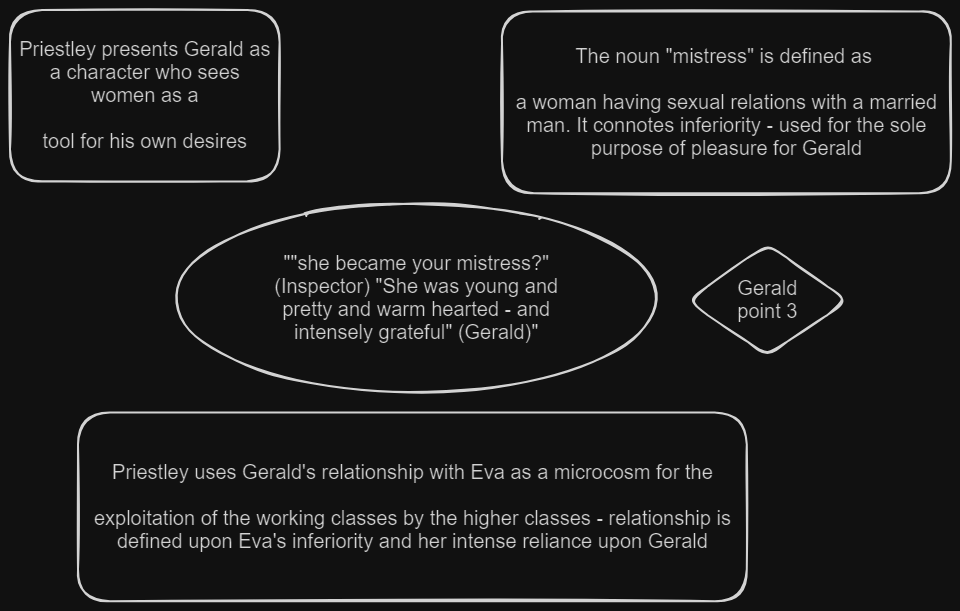 Priestley presents Gerald as
a character who sees
women as a
tool for his own desires
The noun "mistress" is defined as
a woman having sexual relations with a married
man. It connotes inferiority - used for the sole
purpose of pleasure for Gerald
""she became your mistress?"
(Inspector) "She was young and
pretty and warm hearted - and
intensely grateful" (Gerald)"
Gerald
point 3
Priestley uses Gerald's relationship with Eva as a microcosm for the
exploitation of the working classes by the higher classes - relationship is
defined upon Eva's inferiority and her intense reliance upon Gerald